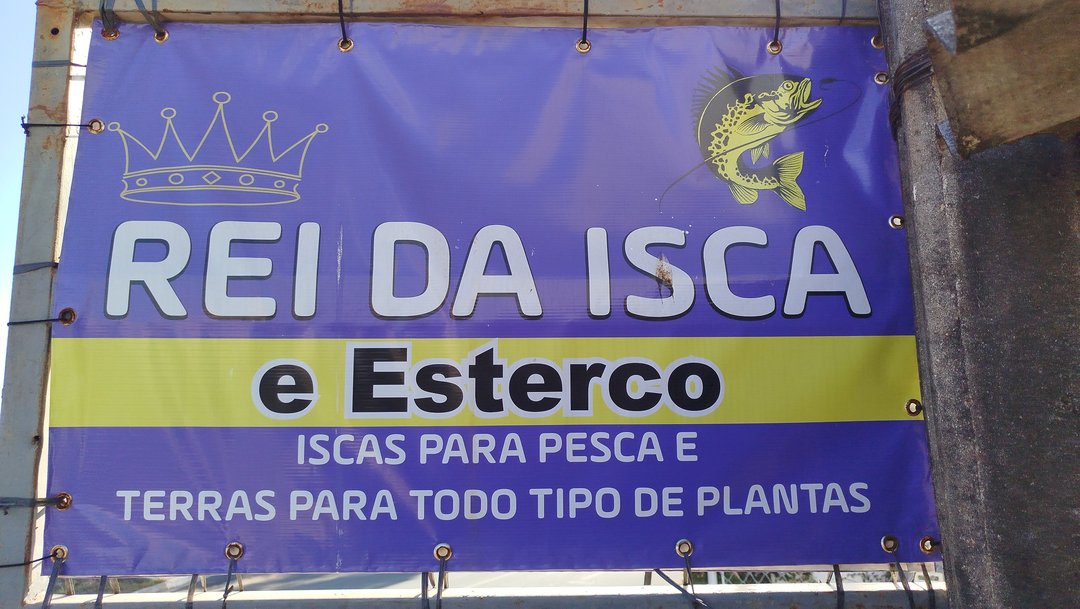 REI DA ISCA
e Esterco
ISCAS PARA PESCA E
TERRAS PARA TODO TIPO DE PLANTAS